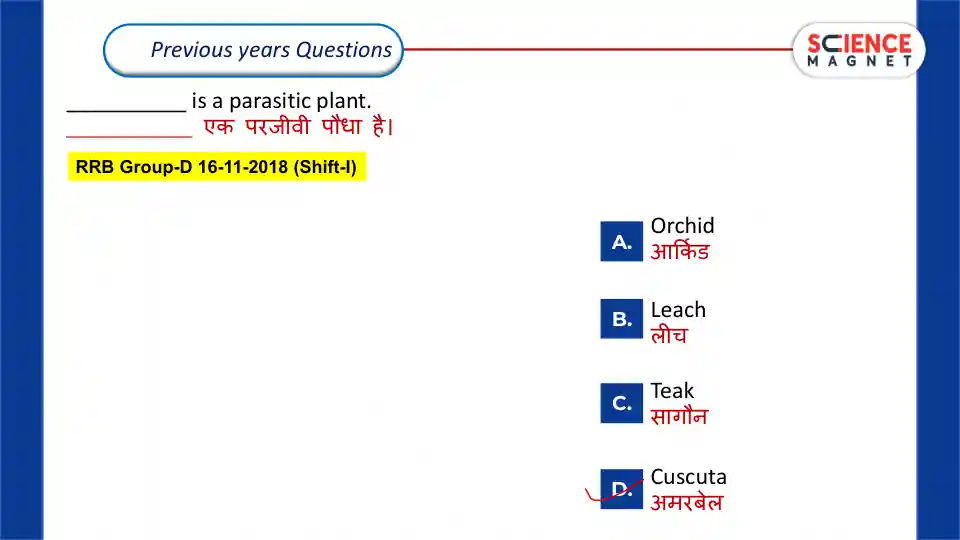 Previous years Questions
SCIENCE
MAGNET
__________ is a parasitic plant.
__________ एक परजीवी पौधा है।
RRB Group-D 16-11-2018 (Shift-I)
A.
Orchid
आर्किड
B.
Leach
लीच
C.
Teak
सागौन
D.
Cuscuta
अमरबेल